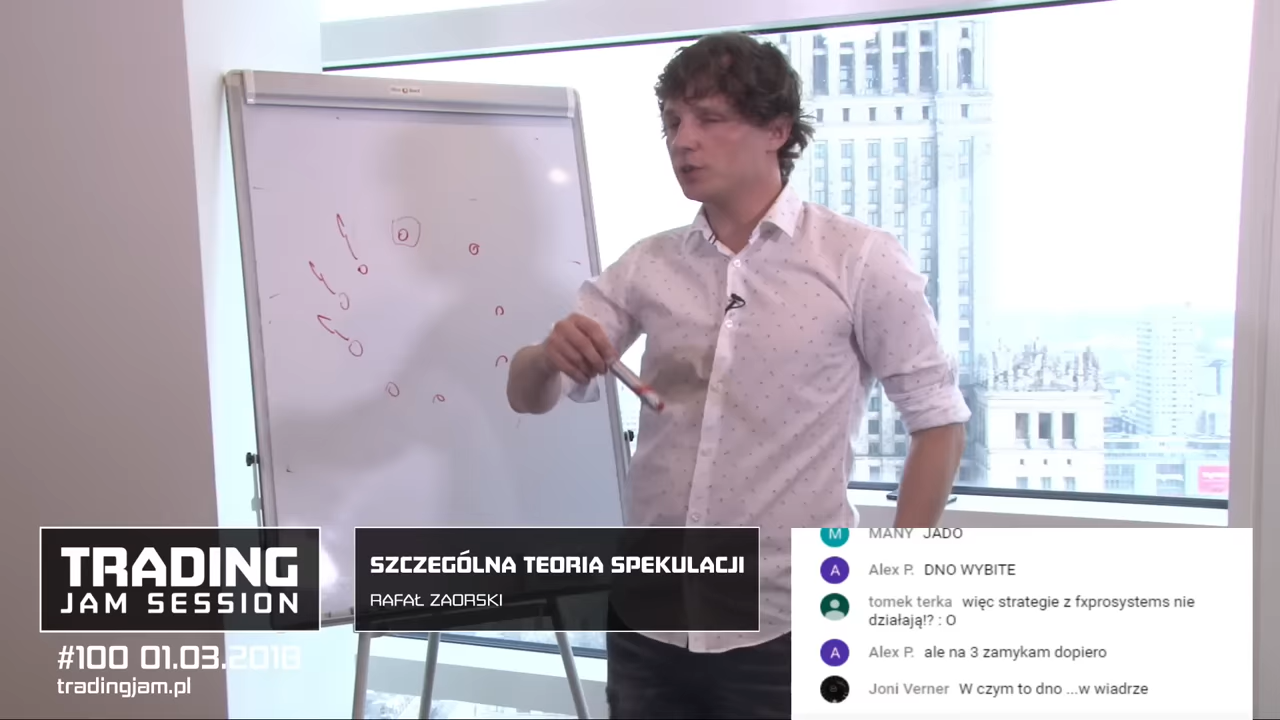 TRADING
JAM SESSION
#100 01.03.2018
tradingjam.pl
SZCZEGÓLNA TEORIA SPEKULACJI
RAFAŁ ZAORSKI
M MANY JADO
A Alex P. DNO WYBITE
tomek terka więc strategie z fxprosystems nie
działają!? : O
A Alex P. ale na 3 zamykam dopiero
Joni Verner W czym to dno ...w wiadrze